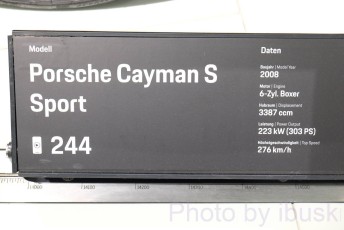 Modell
Porsche Cayman S
Sport
244
Daten
Baujahr | Model Year
2008
Motor | Engine
6-Zyl. Boxer
Hubraum | Displacement
3387 ccm
Leistung | Power Output
223 kW (303 PS)
Höchstgeschwindigkeit | Top Speed
276 km/h
Photo by ibusk